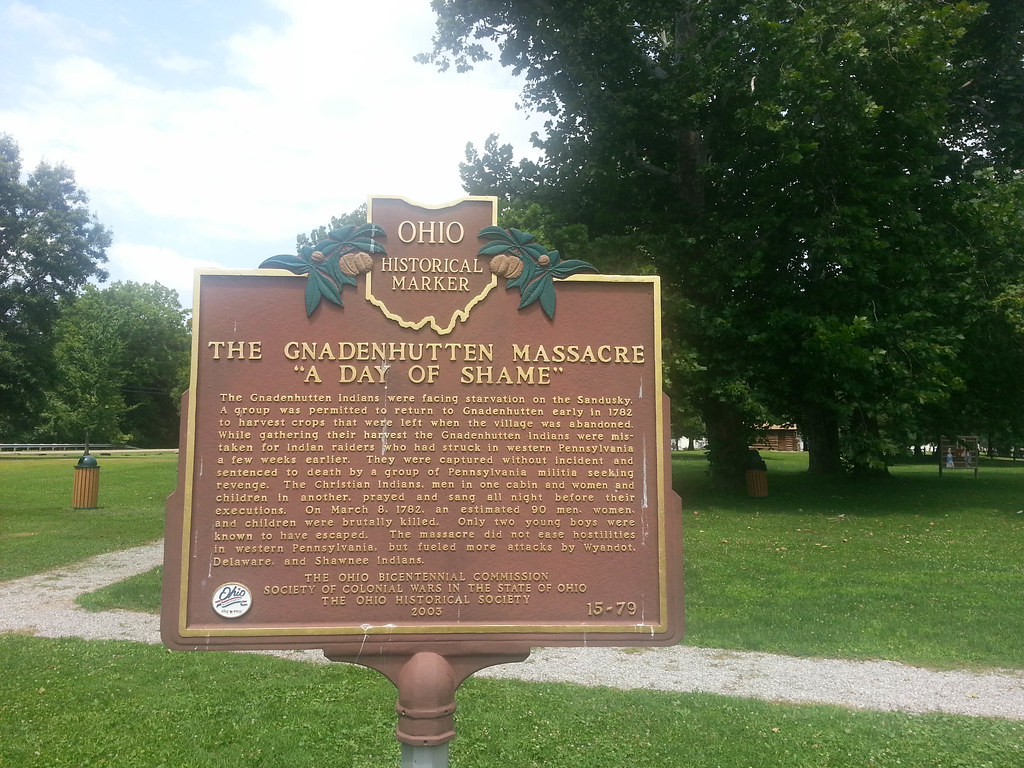 OHIO
HISTORICAL
MARKER
THE GNADENHUTTEN MASSACRE
"A DAY OF SHAME"
The Gnadenhutten Indians were facing starvation on the Sandusky.
A group was permitted to return to Gnadenhutten early in 1782
to harvest crops that were left when the village was abandoned.
While gathering their harvest the Gnadenhutten Indians were mis-
taken for Indian raiders who had struck in western Pennsylvania
a few weeks earlier. They were captured without incident and
sentenced to death by a group of Pennsylvania militia seeking
revenge. The Christian Indians, men in one cabin and women and
children in another, prayed and sang all night before their
executions. On March 8, 1782, an estimated 90 men, women,
and children were brutally killed. Only two young boys were
known to have escaped. The massacre did not ease hostilities
in western Pennsylvania, but fueled more attacks by Wyandot,
Delaware, and Shawnee Indians.
THE OHIO BICENTENNIAL COMMISSION
SOCIETY OF COLONIAL WARS IN THE STATE OF OHIO
THE OHIO HISTORICAL SOCIETY
2003
15-79
Ohio